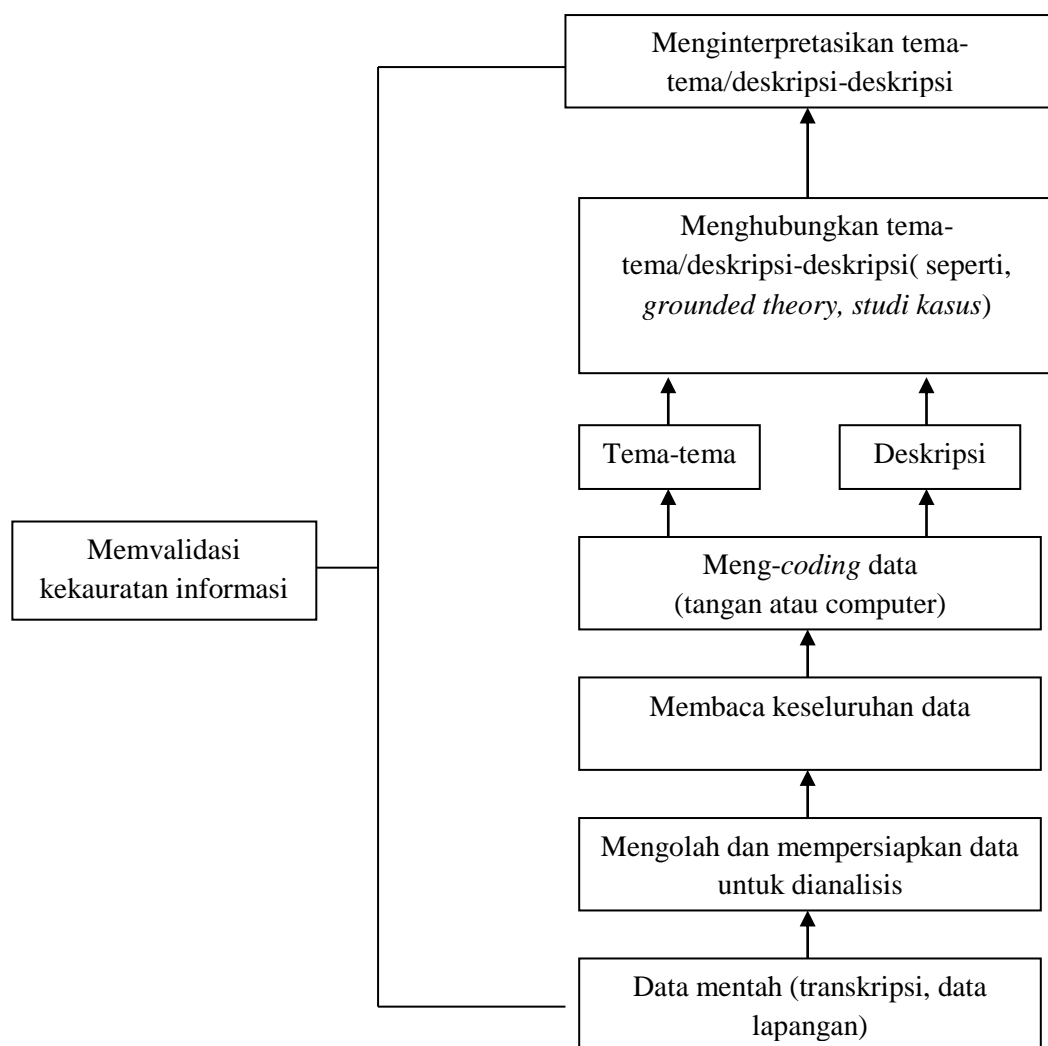 Menginterpretasikan tema-
tema/deskripsi-deskripsi
Menghubungkan tema-
tema/deskripsi-deskripsi( seperti,
grounded theory, studi kasus)
Tema-tema
Deskripsi
Memvalidasi
kekauratan informasi
Meng-coding data
(tangan atau computer)
Membaca keseluruhan data
Mengolah dan mempersiapkan data
untuk dianalisis
Data mentah (transkripsi, data
lapangan)